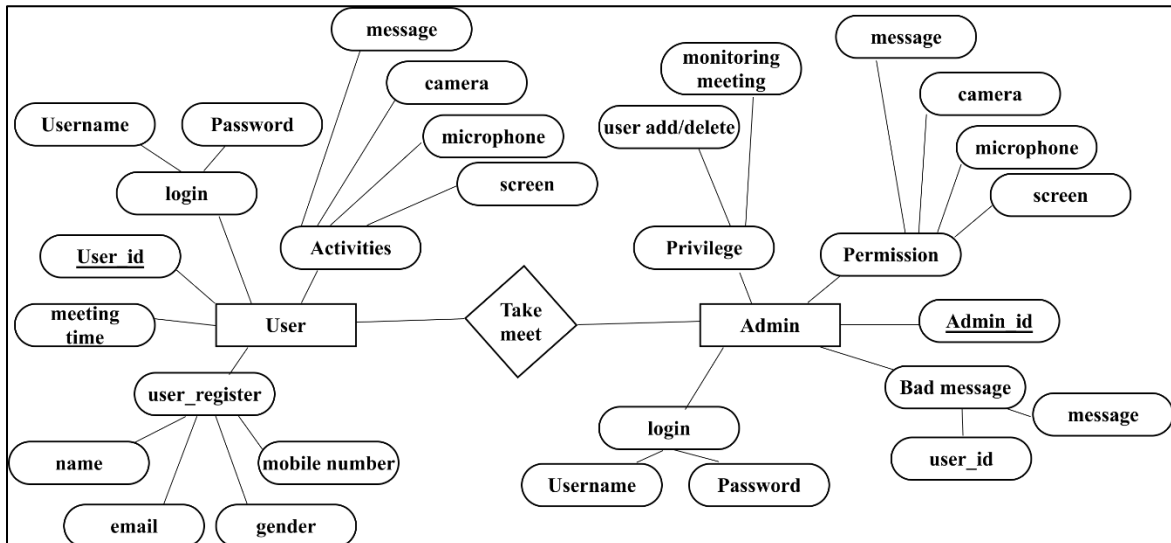 message
camera
microphone
screen
Username
Password
login
Activities
User_id
meeting
time
User
user_register
name
mobile number
email
gender
Take
meet
monitoring
meeting
user add/delete
Privilege
message
camera
microphone
screen
Permission
Admin
Admin_id
Bad message
message
user_id
login
Username
Password